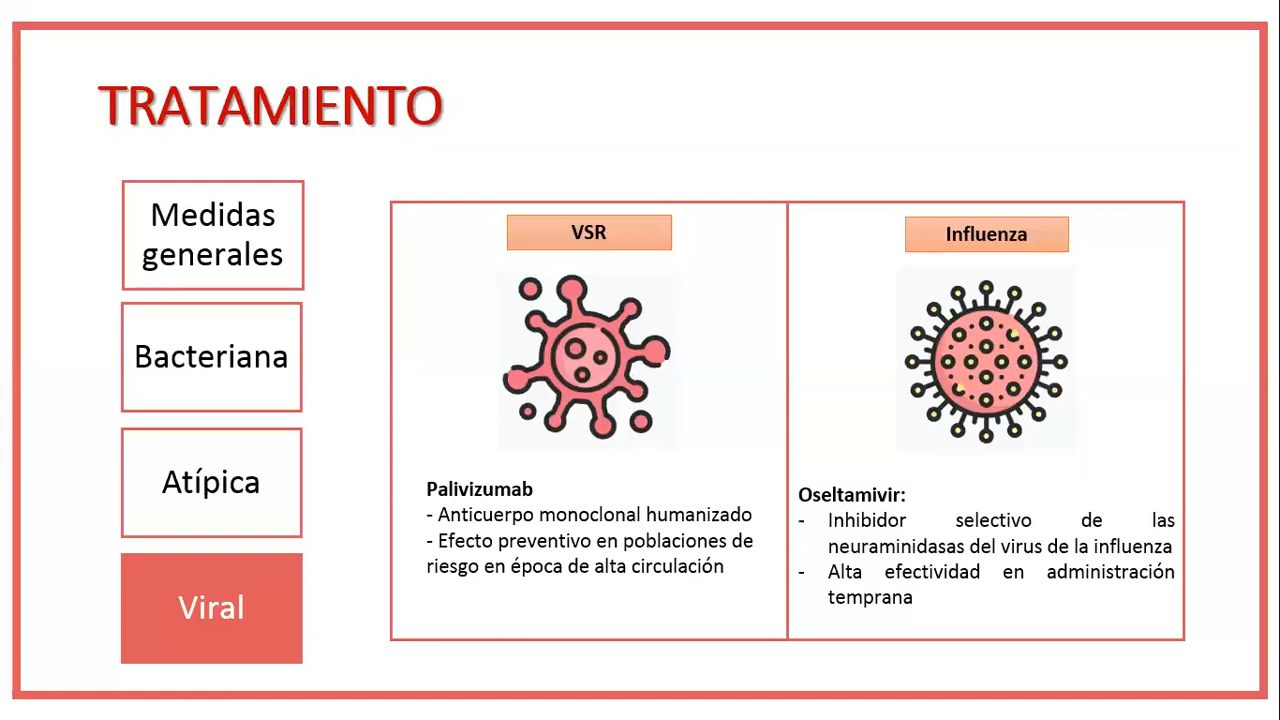 TRATAMIENTO
Medidas
generales
Bacteriana
Atípica
Viral
VSR
Palivizumab
- Anticuerpo monoclonal humanizado
- Efecto preventivo en poblaciones de
riesgo en época de alta circulación
Influenza
Oseltamivir:
- Inhibidor selectivo de las
neuraminidasas del virus de la influenza
- Alta efectividad en administración
temprana